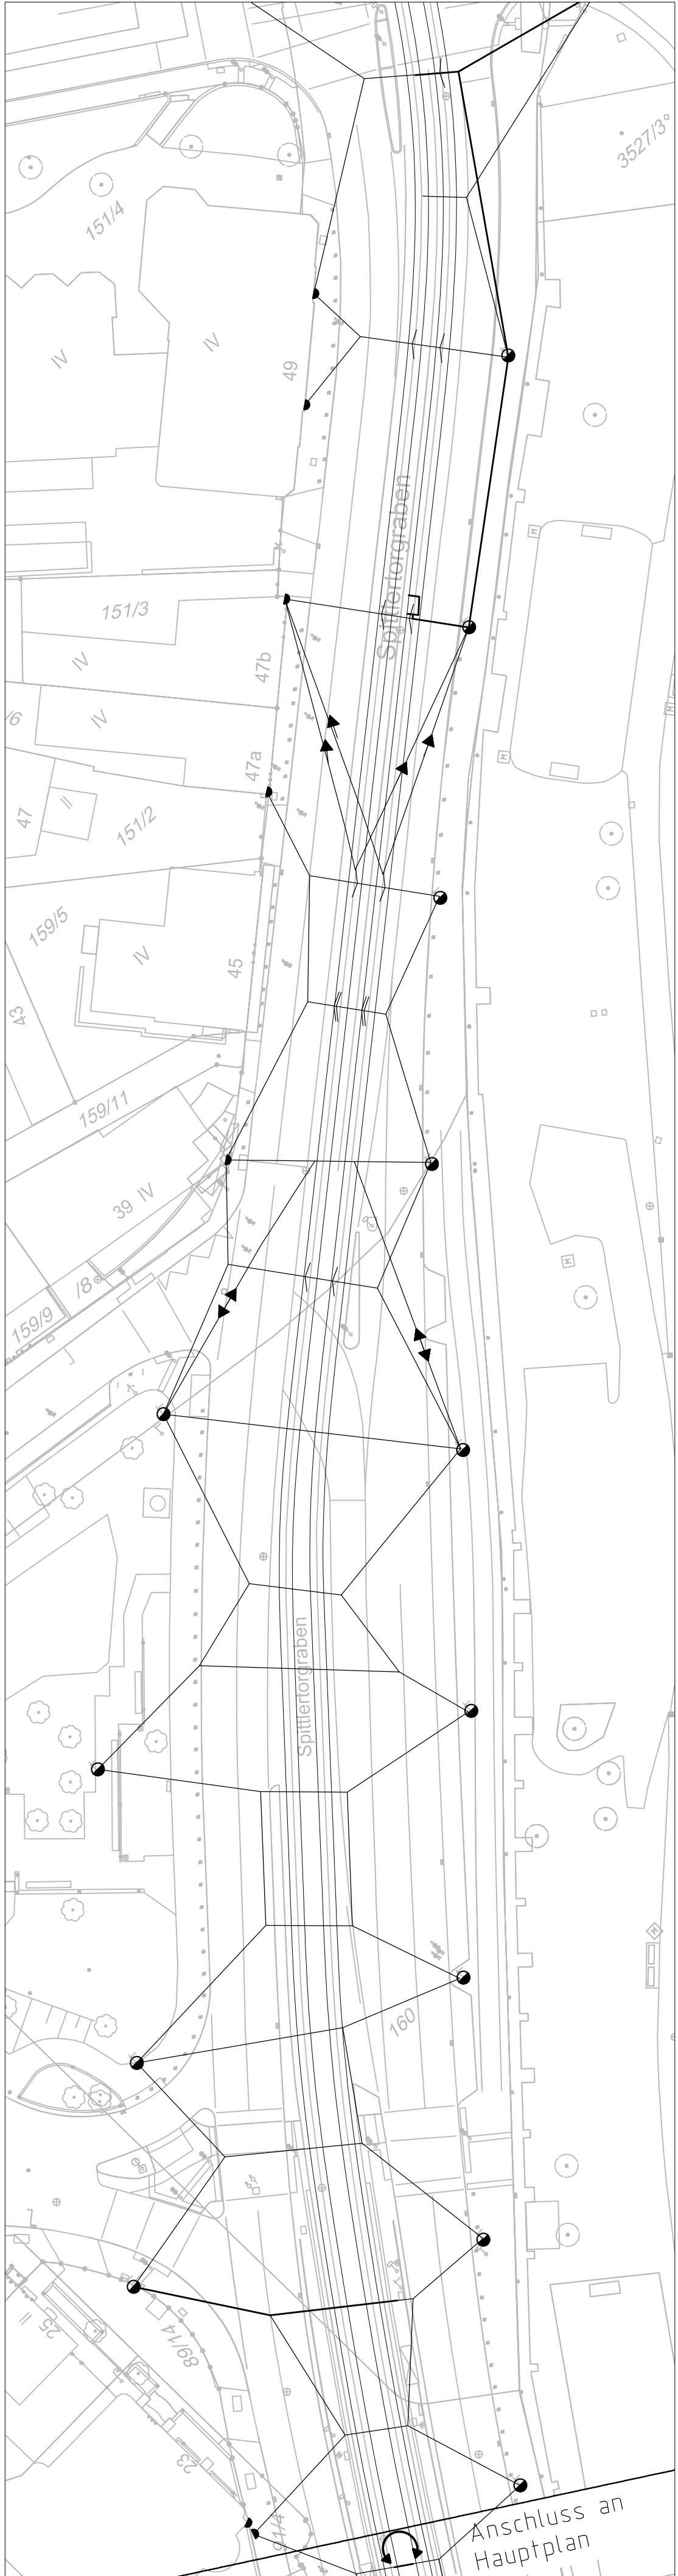 3527/3
151/4
IV
IV
49
Spittlertorgraben
151/3
IV
47b
/6
IV
47a
47
II
151/2
159/5
IV
45
43
159/11
39 IV
/8
159/9
Spittlertorgraben
160
25
II
89/14
23
Anschluss an
Hauptplan